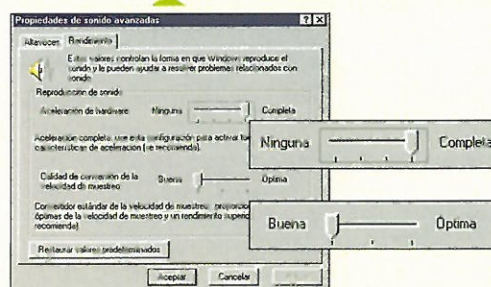 Propiedades de sonido avanzadas
Altavoces Rendimiento
Estos valores controlan la forma en que Windows reproduce el
sonido y le pueden ayudar a resolver problemas relacionados con
sonido.
Reproducción de sonido
Aceleración de hardware Ninguna Completa
Aceleración completa: use esta configuración para activar
características de aceleración (se recomienda).
Ninguna Completa
Calidad de conversión de la
velocidad de muestreo: Buena Óptima
Convertidor estándar de la velocidad de muestreo: proporcio
óptimas de la velocidad de muestreo y un rendimiento superio
recomienda)
Buena Óptima
Restaurar valores predeterminados
Aceptar Cancelar